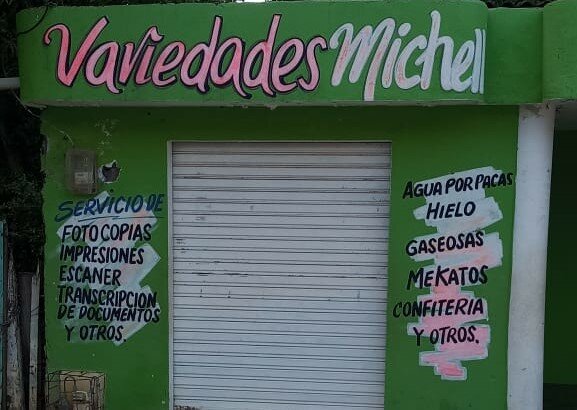 Variedades Michell
SERVICIO DE
FOTO COPIAS
IMPRESIONES
ESCANER
TRANSCRIPCION
DE DOCUMENTOS
Y OTROS.
AGUA POR PACAS
HIELO
GASEOSAS
MEKATOS
CONFITERIA
Y OTROS.